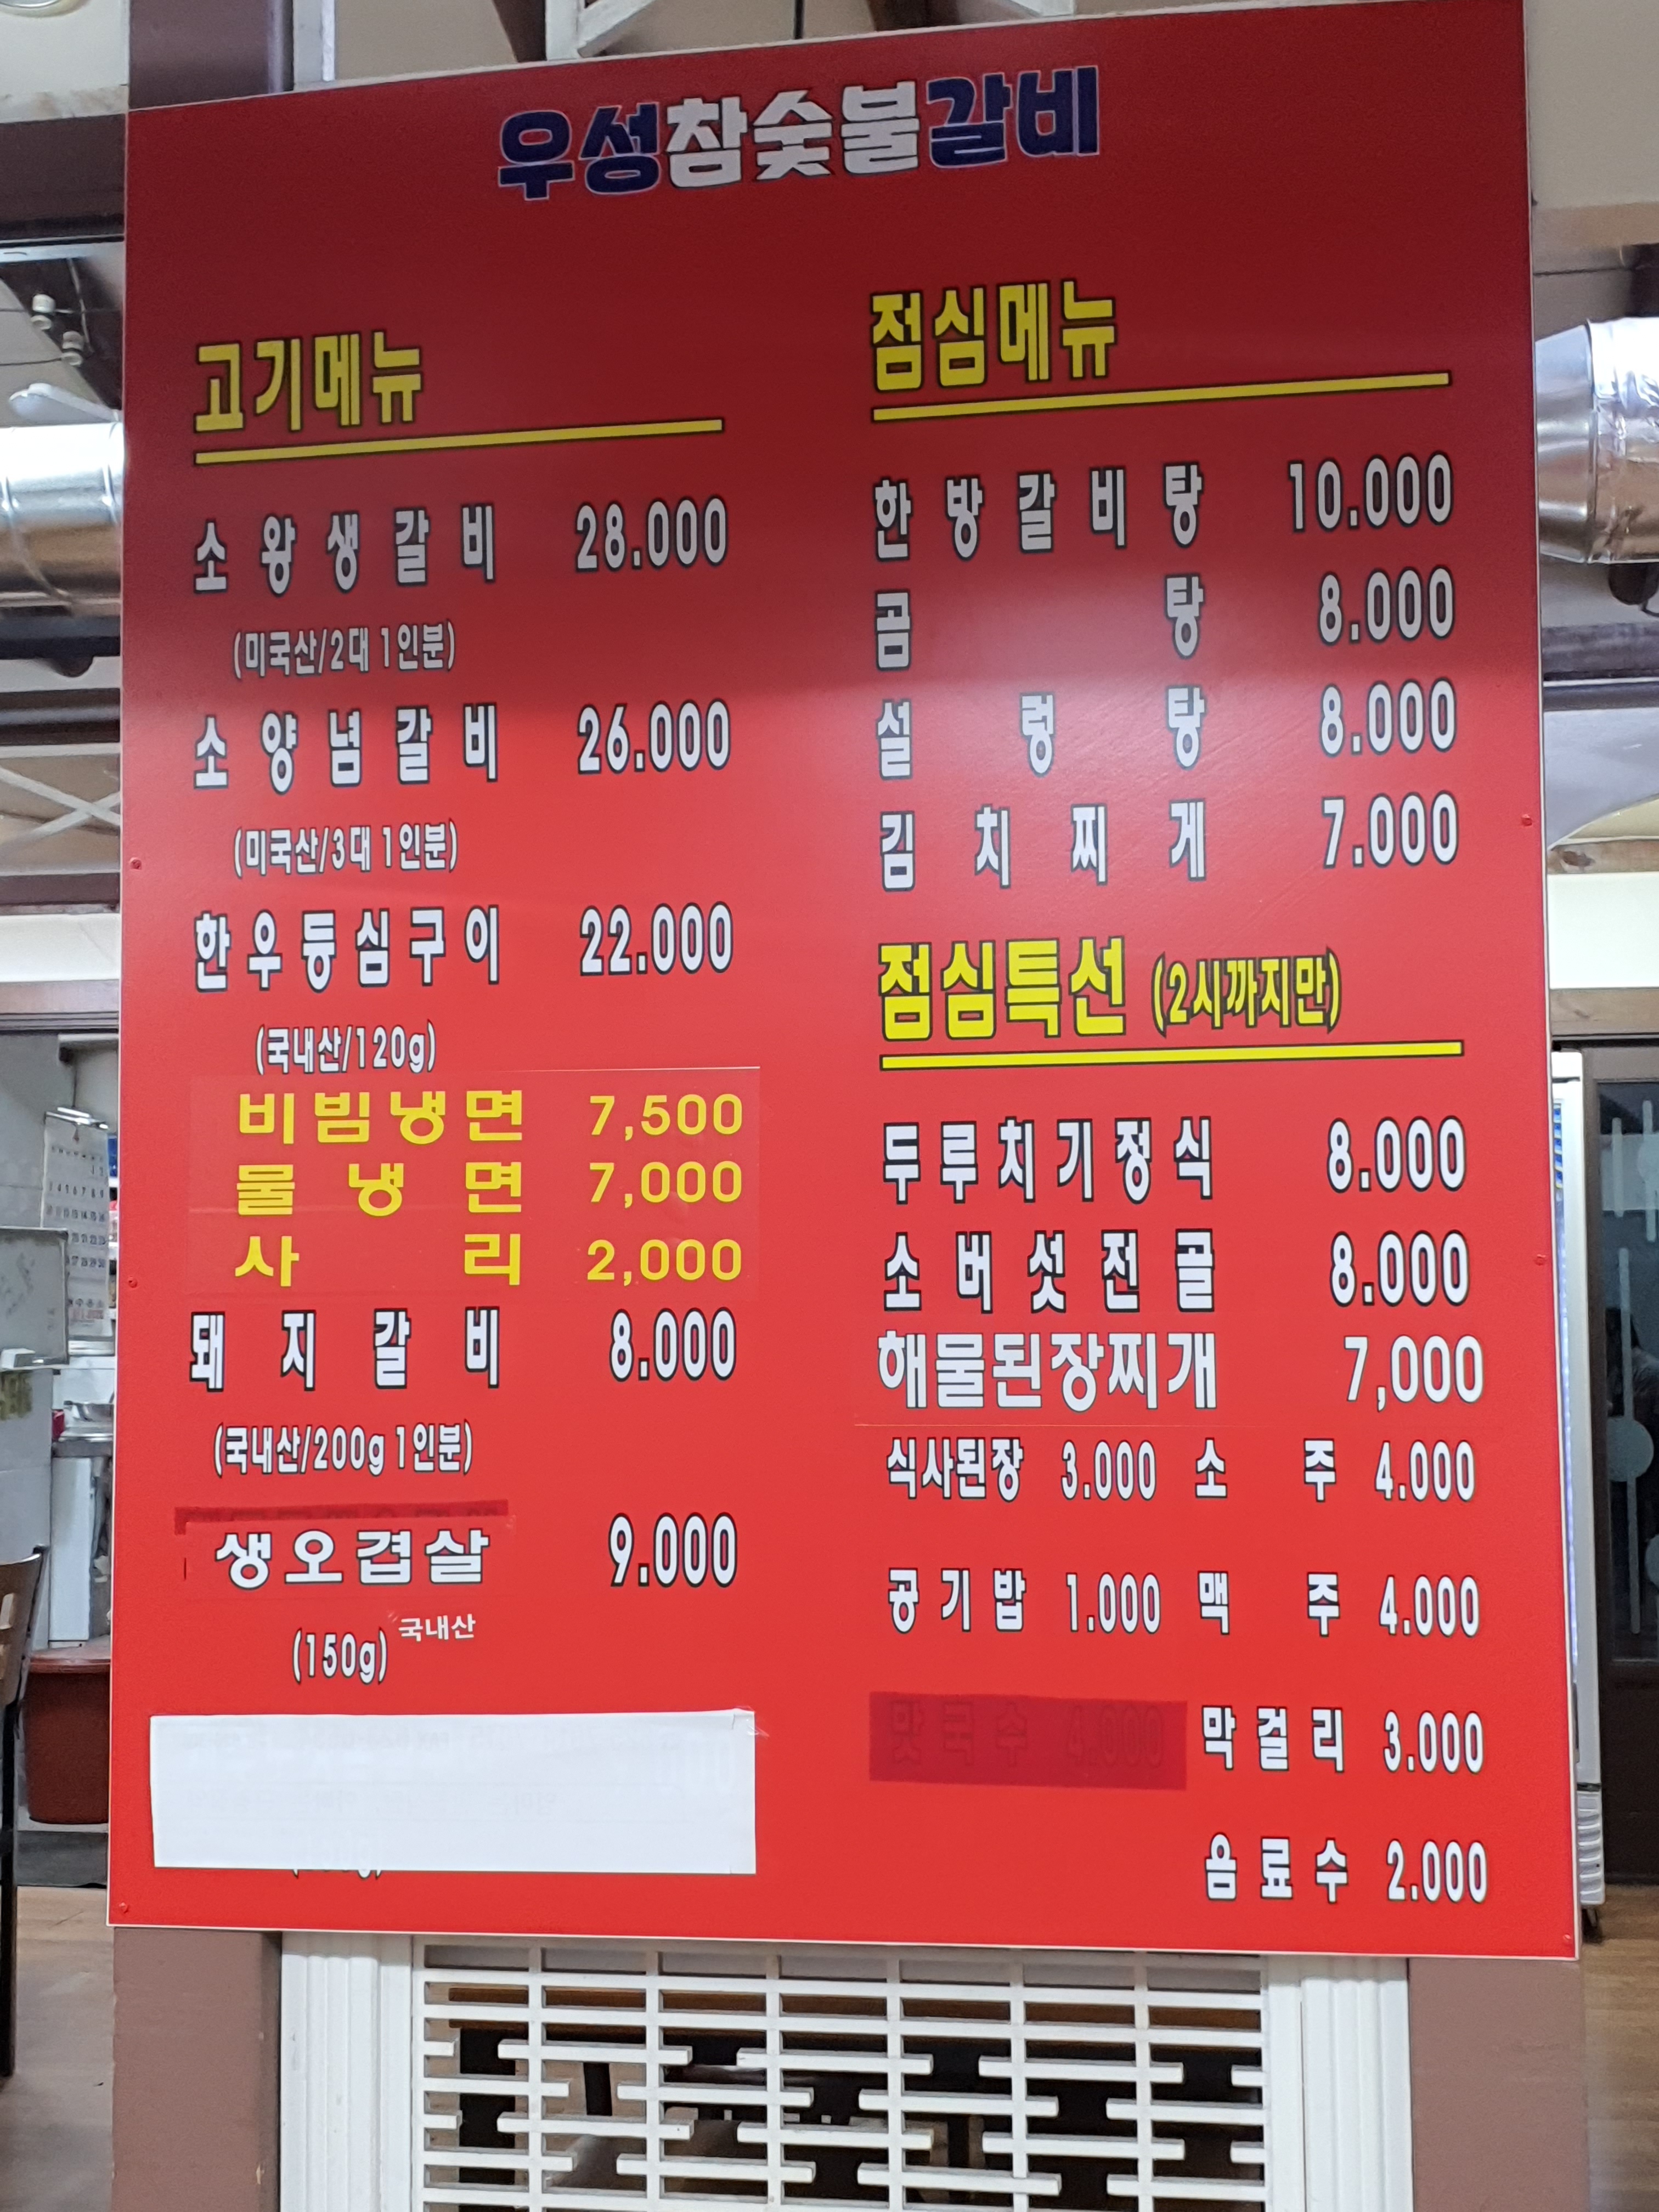 우성참숯불갈비
고기메뉴
소왕생갈비 28.000
(미국산/2대 1인분)
소양념갈비 26.000
(미국산/3대 1인분)
한우등심구이 22.000
(국내산/120g)
비빔냉면 7,500
물냉면 7,000
사리 2,000
돼지갈비 8.000
(국내산/200g 1인분)
생오겹살 9.000
(150g) 국내산
점심메뉴
한방갈비탕 10.000
곰탕 8.000
설렁탕 8.000
김치찌게 7.000
점심특선 (2시까지만)
두루치기정식 8.000
소버섯전골 8.000
해물된장찌개 7,000
식사된장 3.000 소주 4.000
공기밥 1.000 맥주 4.000
맛국수 4.000 막걸리 3.000
음료수 2.000